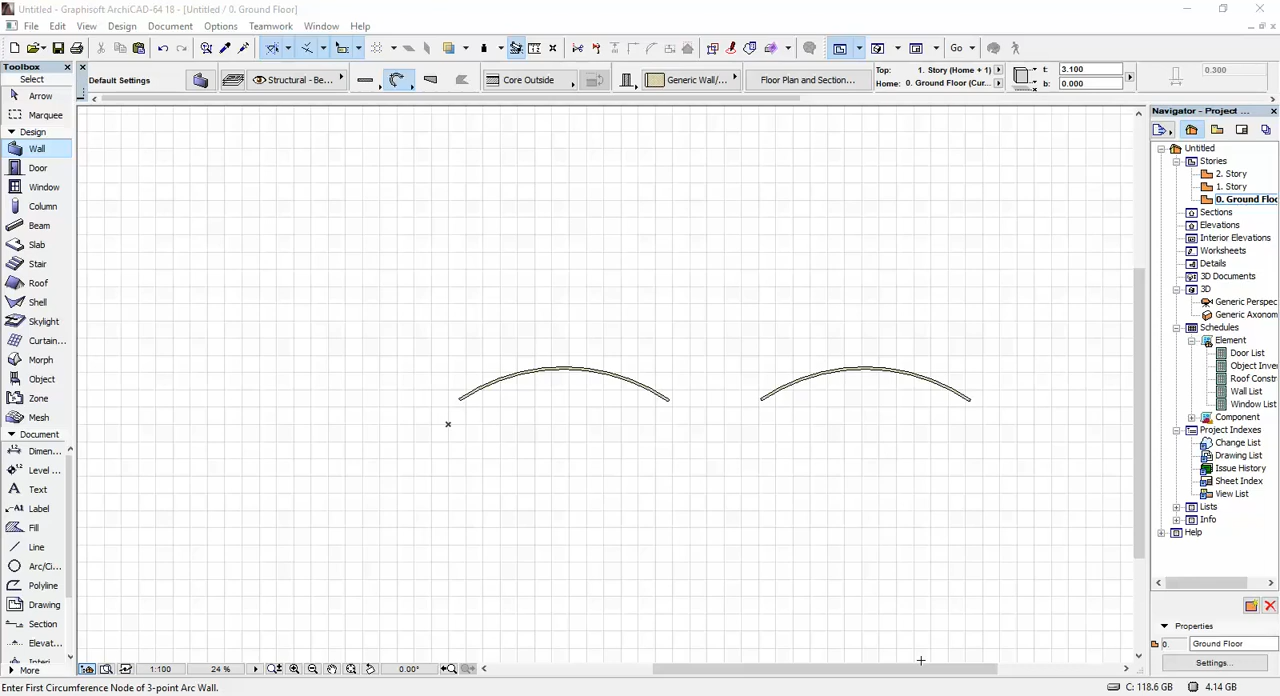 Untitled - Graphisoft ArchiCAD-64 18 - [Untitled / 0. Ground Floor]
File Edit View Design Document Options Teamwork Window Help
Go
Toolbox
Select
Arrow
Marquee
Design
Wall
Door
Window
Column
Beam
Slab
Stair
Roof
Shell
Skylight
Curtain...
Morph
Object
Zone
Mesh
Document
Dimen...
Level ...
Text
Label
Fill
Line
Arc/Ci...
Polyline
Drawing
Section
Elevat...
More
Default Settings
Structural - Be...
Core Outside
Generic Wall/...
Floor Plan and Section...
Top: 1. Story (Home + 1)
Home: 0. Ground Floor (Cur...
t: 3.100
b: 0.000
0.300
Navigator - Project ...
Untitled
Stories
2. Story
1. Story
0. Ground Floo
Sections
Elevations
Interior Elevations
Worksheets
Details
3D Documents
3D
Generic Perspec
Generic Axonom
Schedules
Element
Door List
Object Inver
Roof Constr
Wall List
Window List
Component
Project Indexes
Change List
Drawing List
Issue History
Sheet Index
View List
Lists
Info
Help
Properties
0. Ground Floor
Settings...
1:100 24 % 0.00°
Enter First Circumference Node of 3-point Arc Wall.
C: 118.6 GB 4.14 GB